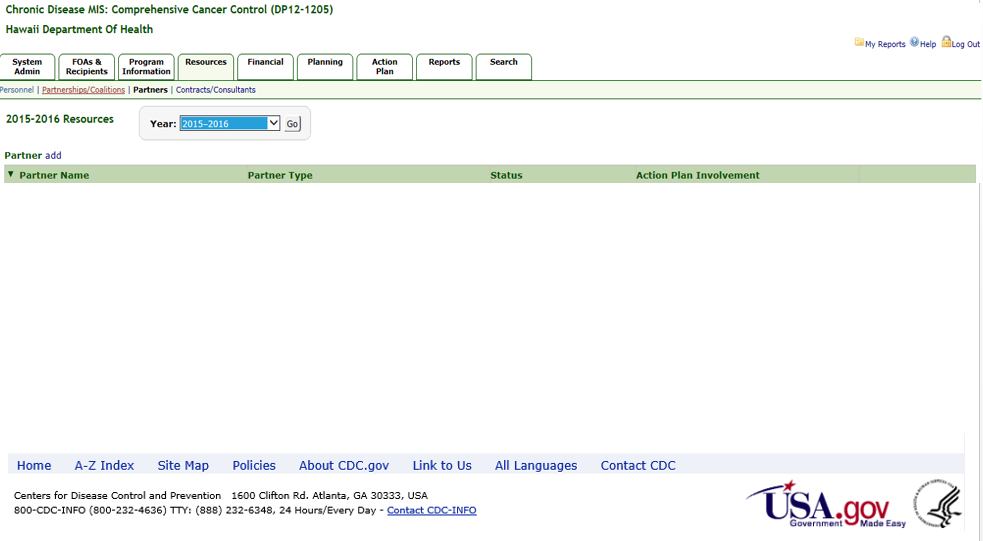 Chronic Disease MIS: Comprehensive Cancer Control (DP12-1205)
Hawaii Department Of Health
My Reports Help Log Out
System Admin FOAs & Recipients Program Information Resources Financial Planning Action Plan Reports Search
Personnel | Partnerships/Coalitions | Partners | Contracts/Consultants
2015-2016 Resources Year: 2015-2016 Go
Partner add
▼ Partner Name Partner Type Status Action Plan Involvement
Home A-Z Index Site Map Policies About CDC.gov Link to Us All Languages Contact CDC
Centers for Disease Control and Prevention 1600 Clifton Rd. Atlanta, GA 30333, USA
800-CDC-INFO (800-232-4636) TTY: (888) 232-6348, 24 Hours/Every Day - Contact CDC-INFO
USA.gov
Government Made Easy